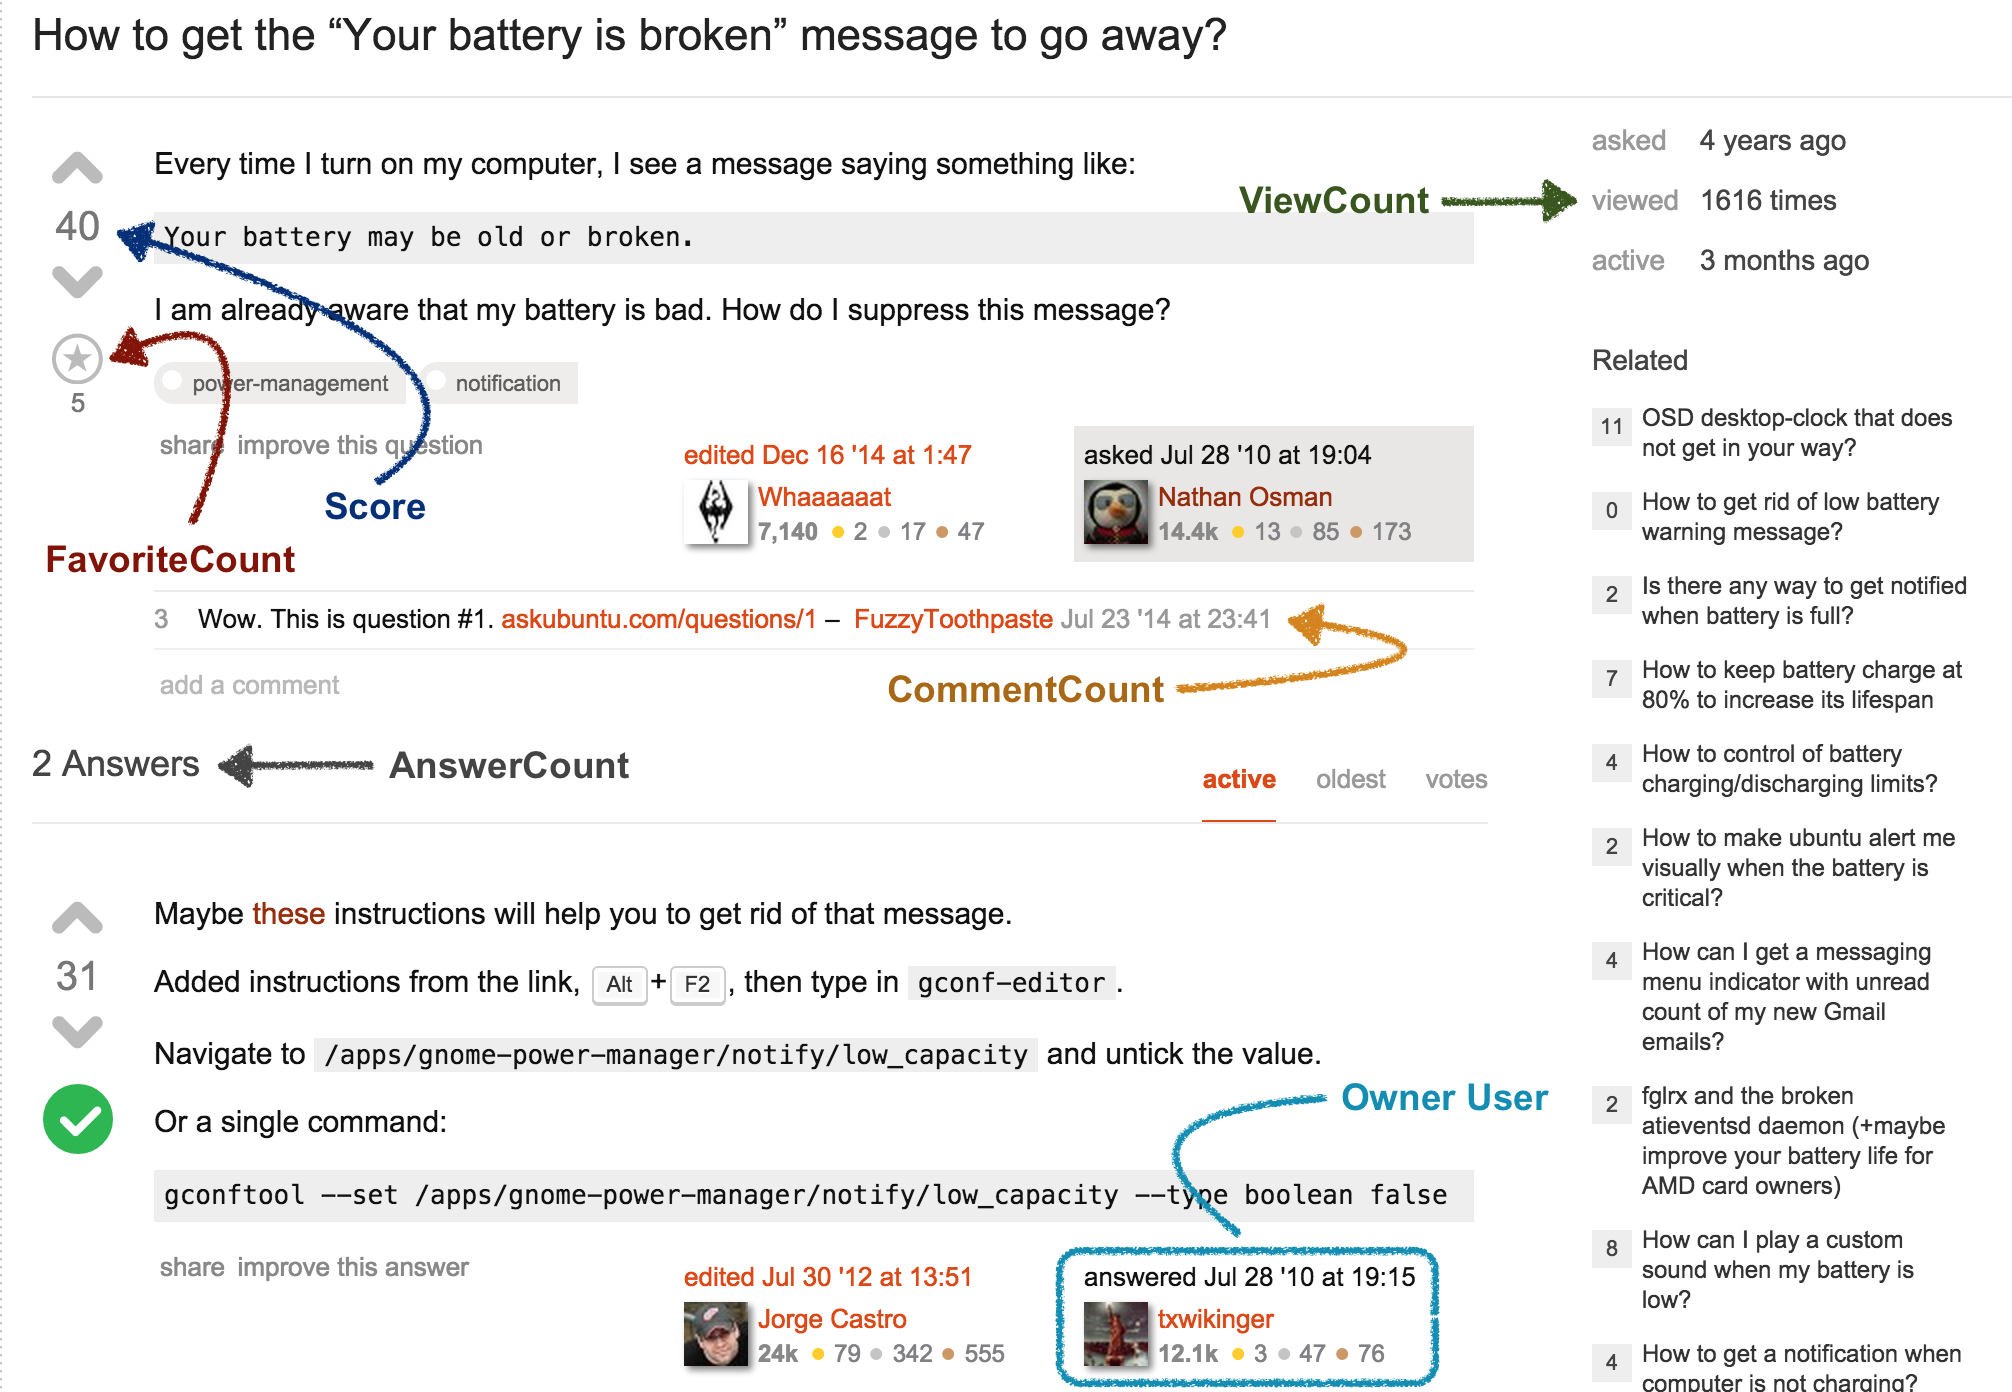 How to get the “Your battery is broken” message to go away?
Every time I turn on my computer, I see a message saying something like:
40
Your battery may be old or broken.
I am already aware that my battery is bad. How do I suppress this message?
5
power-management
notification
share improve this question
edited Dec 16 '14 at 1:47
Whaaaaaat
7,140 2 17 47
asked Jul 28 '10 at 19:04
Nathan Osman
14.4k 13 85 173
Score
FavoriteCount
3 Wow. This is question #1. askubuntu.com/questions/1 – FuzzyToothpaste Jul 23 '14 at 23:41
add a comment
CommentCount
2 Answers
AnswerCount
active oldest votes
31
Maybe these instructions will help you to get rid of that message.
Added instructions from the link, Alt+F2, then type in gconf-editor.
Navigate to /apps/gnome-power-manager/notify/low_capacity and untick the value.
Or a single command:
Owner User
gconftool --set /apps/gnome-power-manager/notify/low_capacity --type boolean false
share improve this answer
edited Jul 30 '12 at 13:51
Jorge Castro
24k 79 342 555
answered Jul 28 '10 at 19:15
txwikinger
12.1k 3 47 76
asked 4 years ago
ViewCount
viewed 1616 times
active 3 months ago
Related
11 OSD desktop-clock that does
not get in your way?
0 How to get rid of low battery
warning message?
2 Is there any way to get notified
when battery is full?
7 How to keep battery charge at
80% to increase its lifespan
4 How to control of battery
charging/discharging limits?
2 How to make ubuntu alert me
visually when the battery is
critical?
4 How can I get a messaging
menu indicator with unread
count of my new Gmail
emails?
2 fglrx and the broken
atieventsd daemon (+maybe
improve your battery life for
AMD card owners)
8 How can I play a custom
sound when my battery is
low?
4 How to get a notification when
computer is not charging?